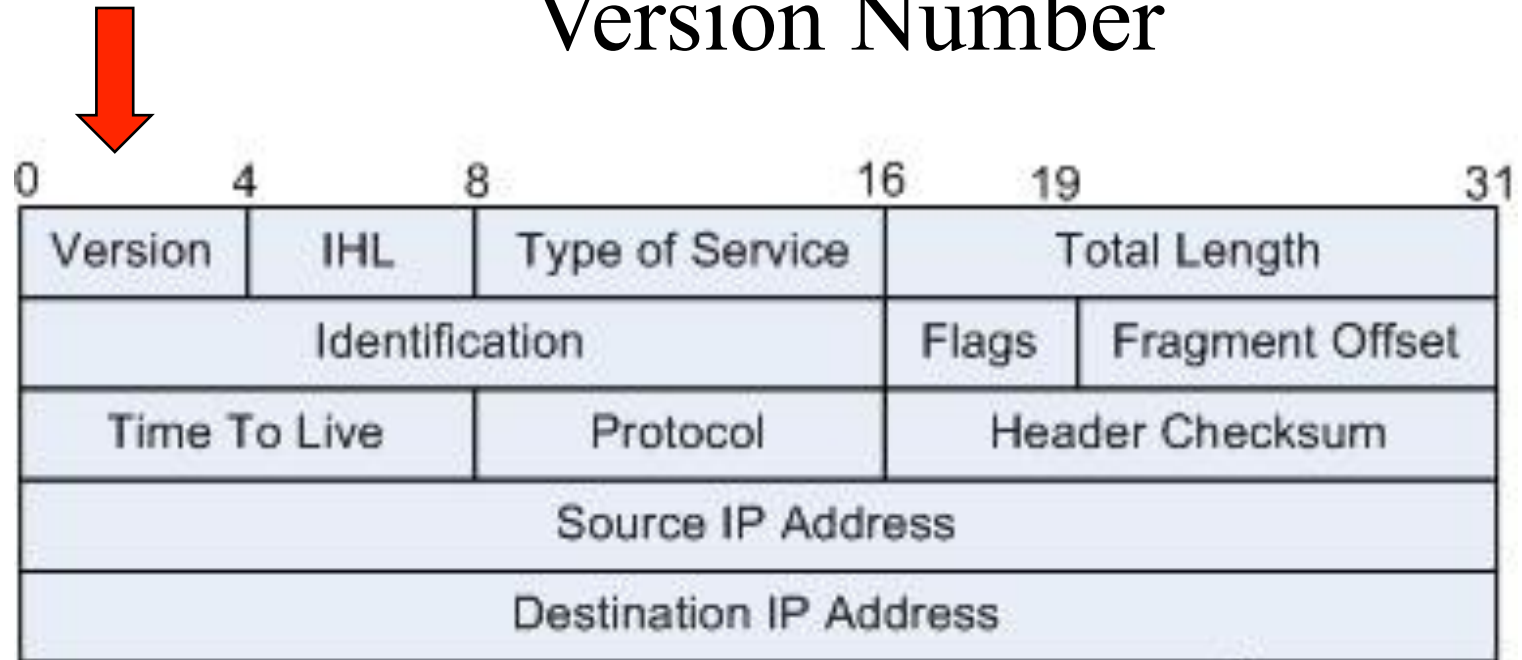 Version Number
0 4 8 16 19 31
Version IHL Type of Service Total Length
Identification Flags Fragment Offset
Time To Live Protocol Header Checksum
Source IP Address
Destination IP Address